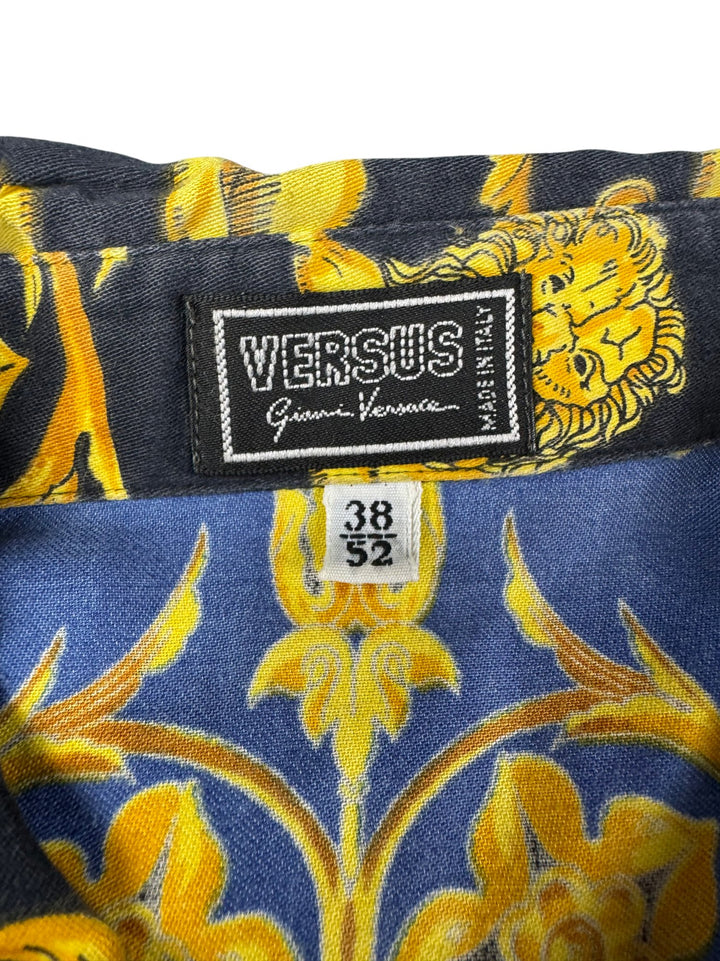 VERSUS
Gianni Versace
MADE IN ITALY
38
52